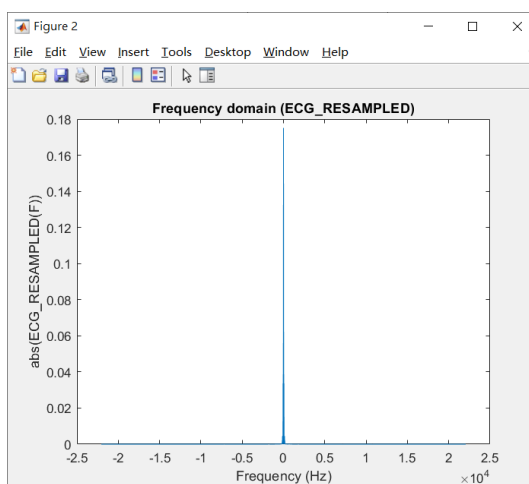 Figure 2
File Edit View Insert Tools Desktop Window Help
Frequency domain (ECG_RESAMPLED)
abs(ECG_RESAMPLED(F))
0.18
0.16
0.14
0.12
0.1
0.08
0.06
0.04
0.02
0
-2.5 -2 -1.5 -1 -0.5 0 0.5 1 1.5 2 2.5
Frequency (Hz)
×10⁴